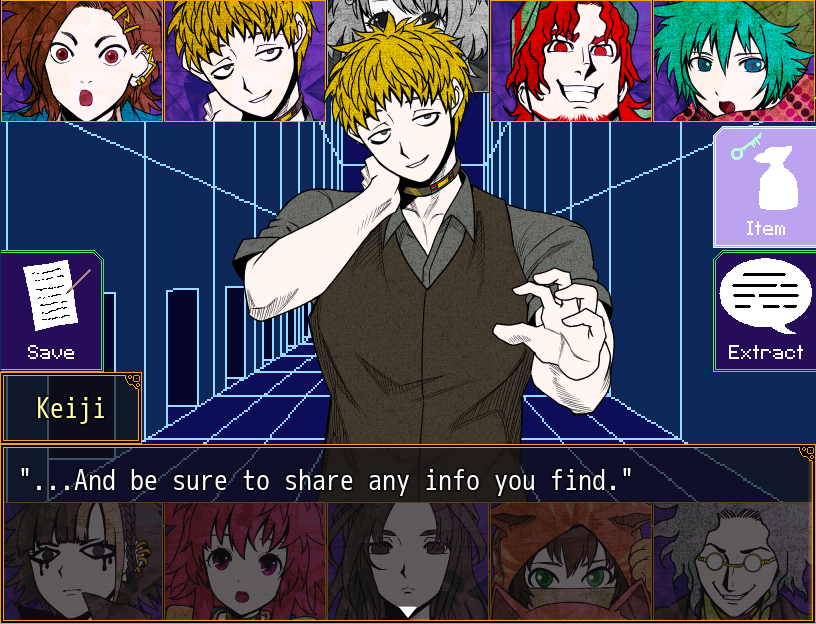 Item
Save
Extract
Keiji
"...And be sure to share any info you find."